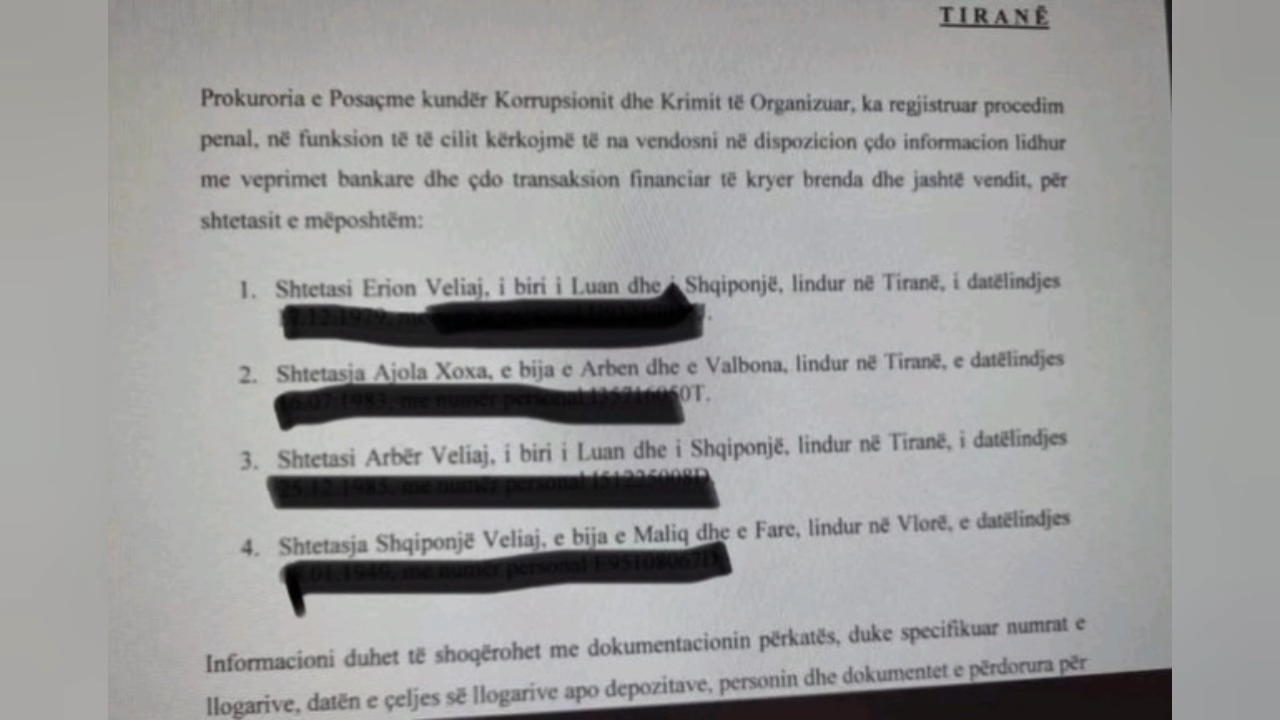 TIRANË
Prokuroria e Posaçme kundër Korrupsionit dhe Krimit të Organizuar, ka regjistruar procedim
penal, në funksion të të cilit kërkojmë të na vendosni në dispozicion çdo informacion lidhur
me veprimet bankare dhe çdo transaksion financiar të kryer brenda dhe jashtë vendit, për
shtetasit e mëposhtëm:
1. Shtetasi Erion Veliaj, i biri i Luan dhe i Shqiponjë, lindur në Tiranë, i datëlindjes
2. Shtetasja Ajola Xoxa, e bija e Arben dhe e Valbona, lindur në Tiranë, e datëlindjes
3. Shtetasi Arbër Veliaj, i biri i Luan dhe i Shqiponjë, lindur në Tiranë, i datëlindjes
4. Shtetasja Shqiponjë Veliaj, e bija e Maliq dhe e Fare, lindur në Vlorë, e datëlindjes
Informacioni duhet të shoqërohet me dokumentacionin përkatës, duke specifikuar numrat e
llogarive, datën e çeljes së llogarive apo depozitave, personin dhe dokumentet e përdorura për